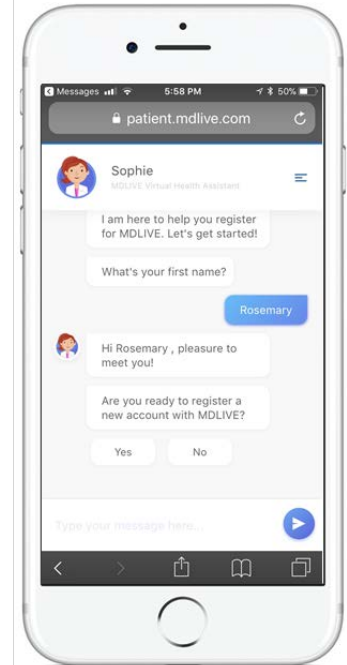 Messages 5:58 PM 50%
patient.mdlive.com
Sophie
MDLIVE Virtual Health Assistant
I am here to help you register
for MDLIVE. Let's get started!
What's your first name?
Rosemary
Hi Rosemary , pleasure to
meet you!
Are you ready to register a
new account with MDLIVE?
Yes No
Type your message here...